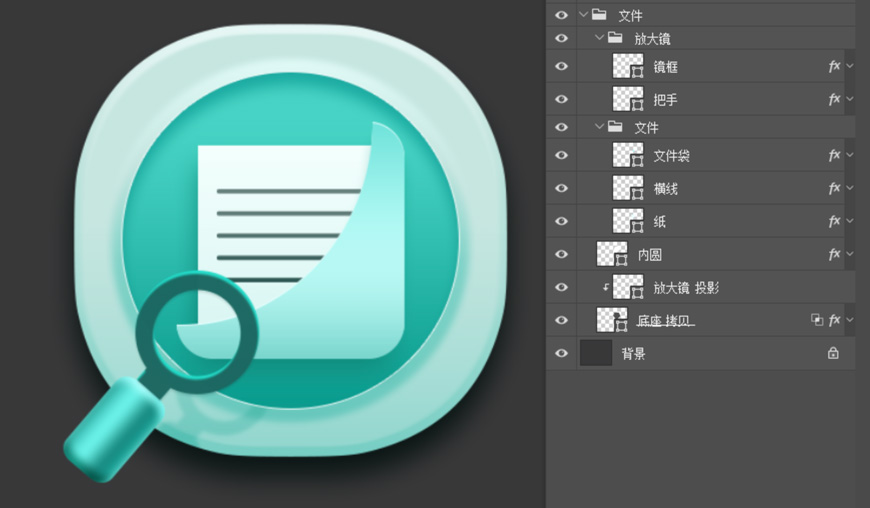 文件
放大镜
镜框 fx
把手 fx
文件
文件袋 fx
横线 fx
纸 fx
内圆 fx
放大镜 投影
底座 拷贝 fx
背景